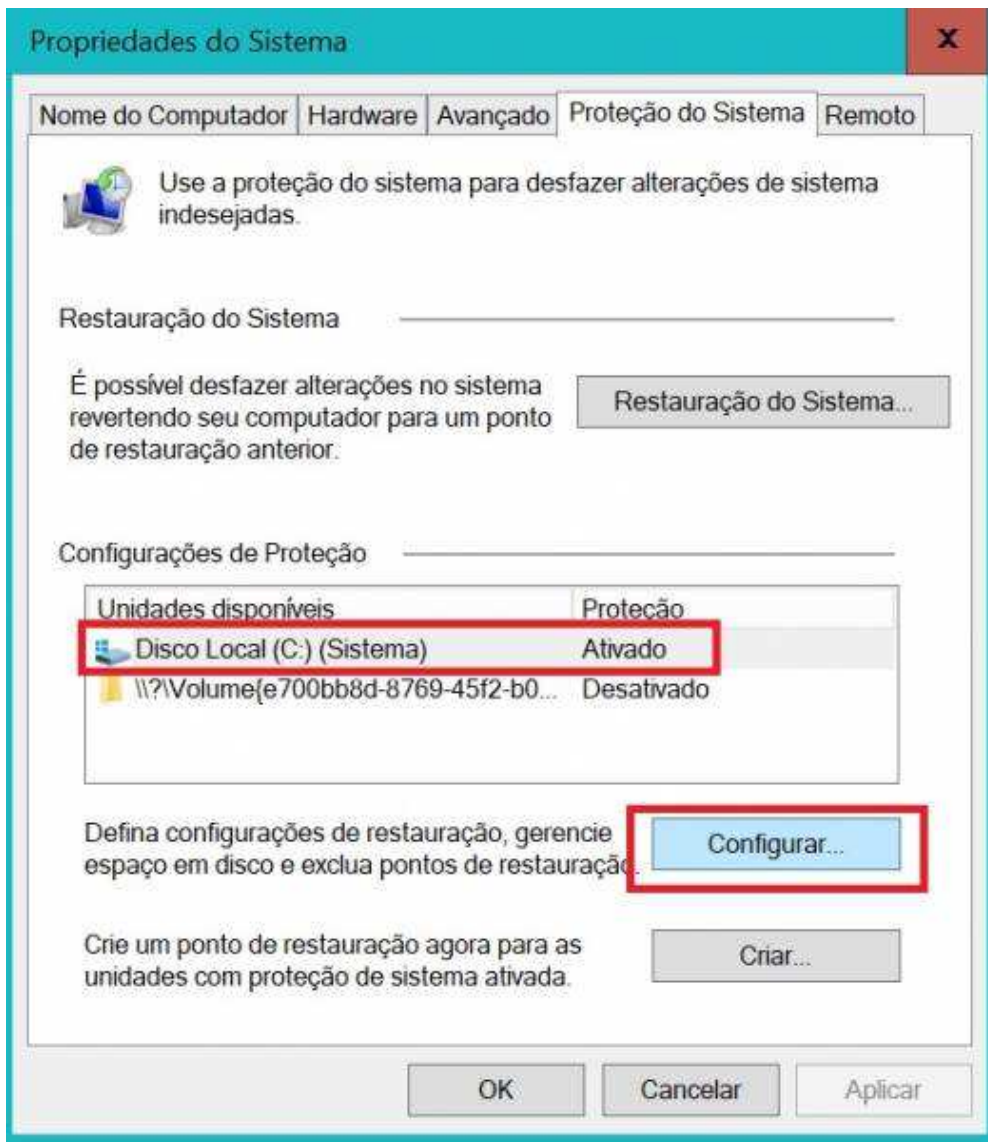 Propriedades do Sistema
x
Nome do Computador Hardware Avançado Proteção do Sistema Remoto
Use a proteção do sistema para desfazer alterações de sistema
indesejadas.
Restauração do Sistema
É possível desfazer alterações no sistema
revertendo seu computador para um ponto
de restauração anterior.
Restauração do Sistema...
Configurações de Proteção
Unidades disponíveis Proteção
Disco Local (C:) (Sistema) Ativado
\\?\Volume{e700bb8d-8769-45f2-b0... Desativado
Defina configurações de restauração, gerencie
espaço em disco e exclua pontos de restauração.
Configurar...
Crie um ponto de restauração agora para as
unidades com proteção de sistema ativada.
Criar...
OK Cancelar Aplicar